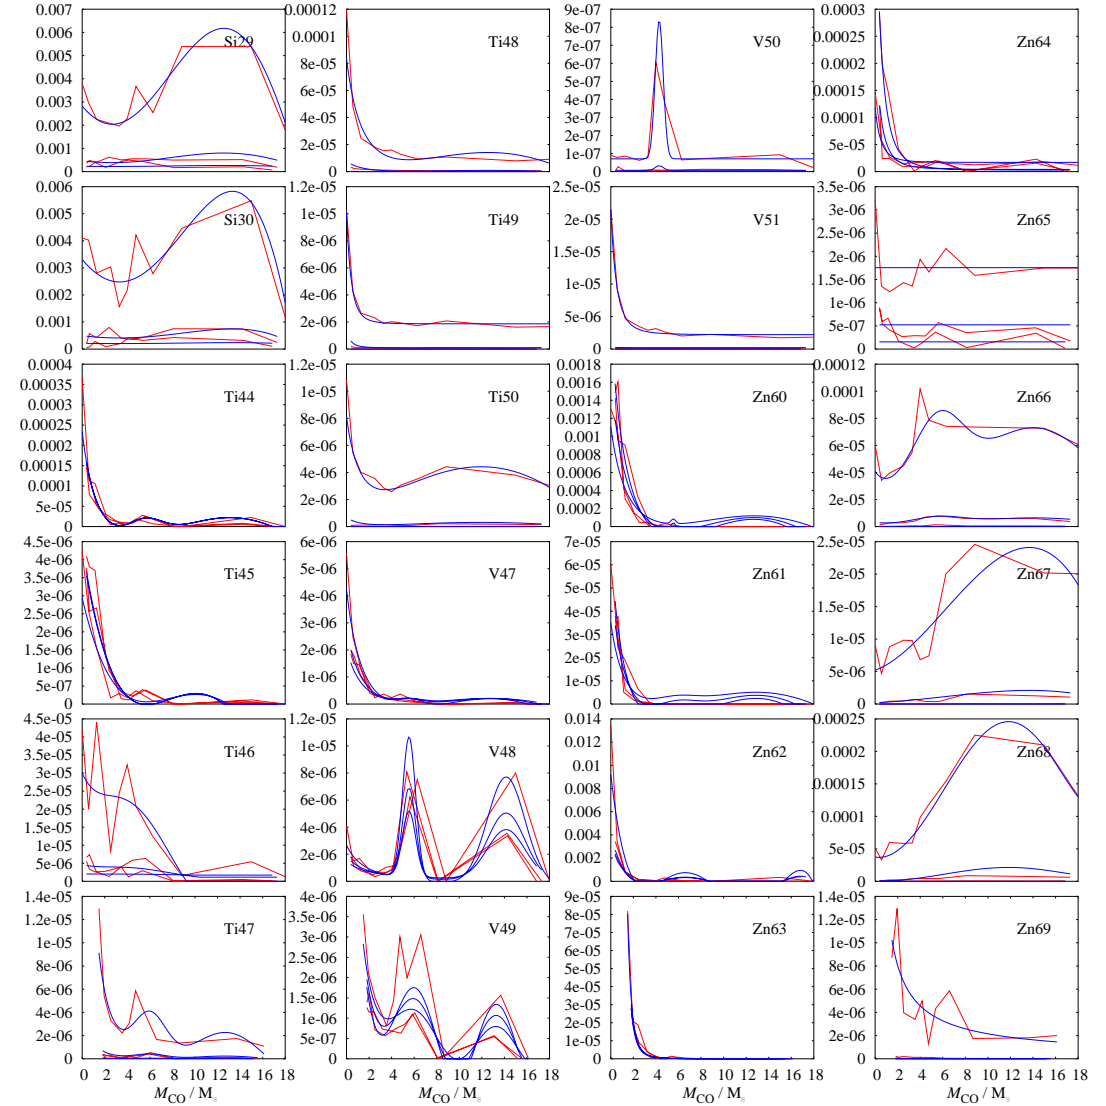 0.007
0.006
0.005
0.004
0.003
0.002
0.001
0
Si29
0.00012
0.0001
8e-05
6e-05
4e-05
2e-05
0
Ti48
9e-07
8e-07
7e-07
6e-07
5e-07
4e-07
3e-07
2e-07
1e-07
0
V50
0.0003
0.00025
0.0002
0.00015
0.0001
5e-05
0
Zn64
0.006
0.005
0.004
0.003
0.002
0.001
0
Si30
1.2e-05
1e-05
8e-06
6e-06
4e-06
2e-06
0
Ti49
2.5e-05
2e-05
1.5e-05
1e-05
5e-06
0
V51
3.5e-06
3e-06
2.5e-06
2e-06
1.5e-06
1e-06
5e-07
0
Zn65
0.0004
0.00035
0.0003
0.00025
0.0002
0.00015
0.0001
5e-05
0
Ti44
1.2e-05
1e-05
8e-06
6e-06
4e-06
2e-06
0
Ti50
0.0018
0.0016
0.0014
0.0012
0.001
0.0008
0.0006
0.0004
0.0002
0
Zn60
0.00012
0.0001
8e-05
6e-05
4e-05
2e-05
0
Zn66
4.5e-06
4e-06
3.5e-06
3e-06
2.5e-06
2e-06
1.5e-06
1e-06
5e-07
0
Ti45
6e-06
5e-06
4e-06
3e-06
2e-06
1e-06
0
V47
7e-05
6e-05
5e-05
4e-05
3e-05
2e-05
1e-05
0
Zn61
2.5e-05
2e-05
1.5e-05
1e-05
5e-06
0
Zn67
4.5e-05
4e-05
3.5e-05
3e-05
2.5e-05
2e-05
1.5e-05
1e-05
5e-06
0
Ti46
1.2e-05
1e-05
8e-06
6e-06
4e-06
2e-06
0
V48
0.014
0.012
0.01
0.008
0.006
0.004
0.002
0
Zn62
0.00025
0.0002
0.00015
0.0001
5e-05
0
Zn68
1.4e-05
1.2e-05
1e-05
8e-06
6e-06
4e-06
2e-06
0
Ti47
0 2 4 6 8 10 12 14 16 18
M CO / M
4e-06
3.5e-06
3e-06
2.5e-06
2e-06
1.5e-06
1e-06
5e-07
0
V49
0 2 4 6 8 10 12 14 16 18
M CO / M
9e-05
8e-05
7e-05
6e-05
5e-05
4e-05
3e-05
2e-05
1e-05
0
Zn63
0 2 4 6 8 10 12 14 16 18
M CO / M
1.4e-05
1.2e-05
1e-05
8e-06
6e-06
4e-06
2e-06
0
Zn69
0 2 4 6 8 10 12 14 16 18
M CO / M